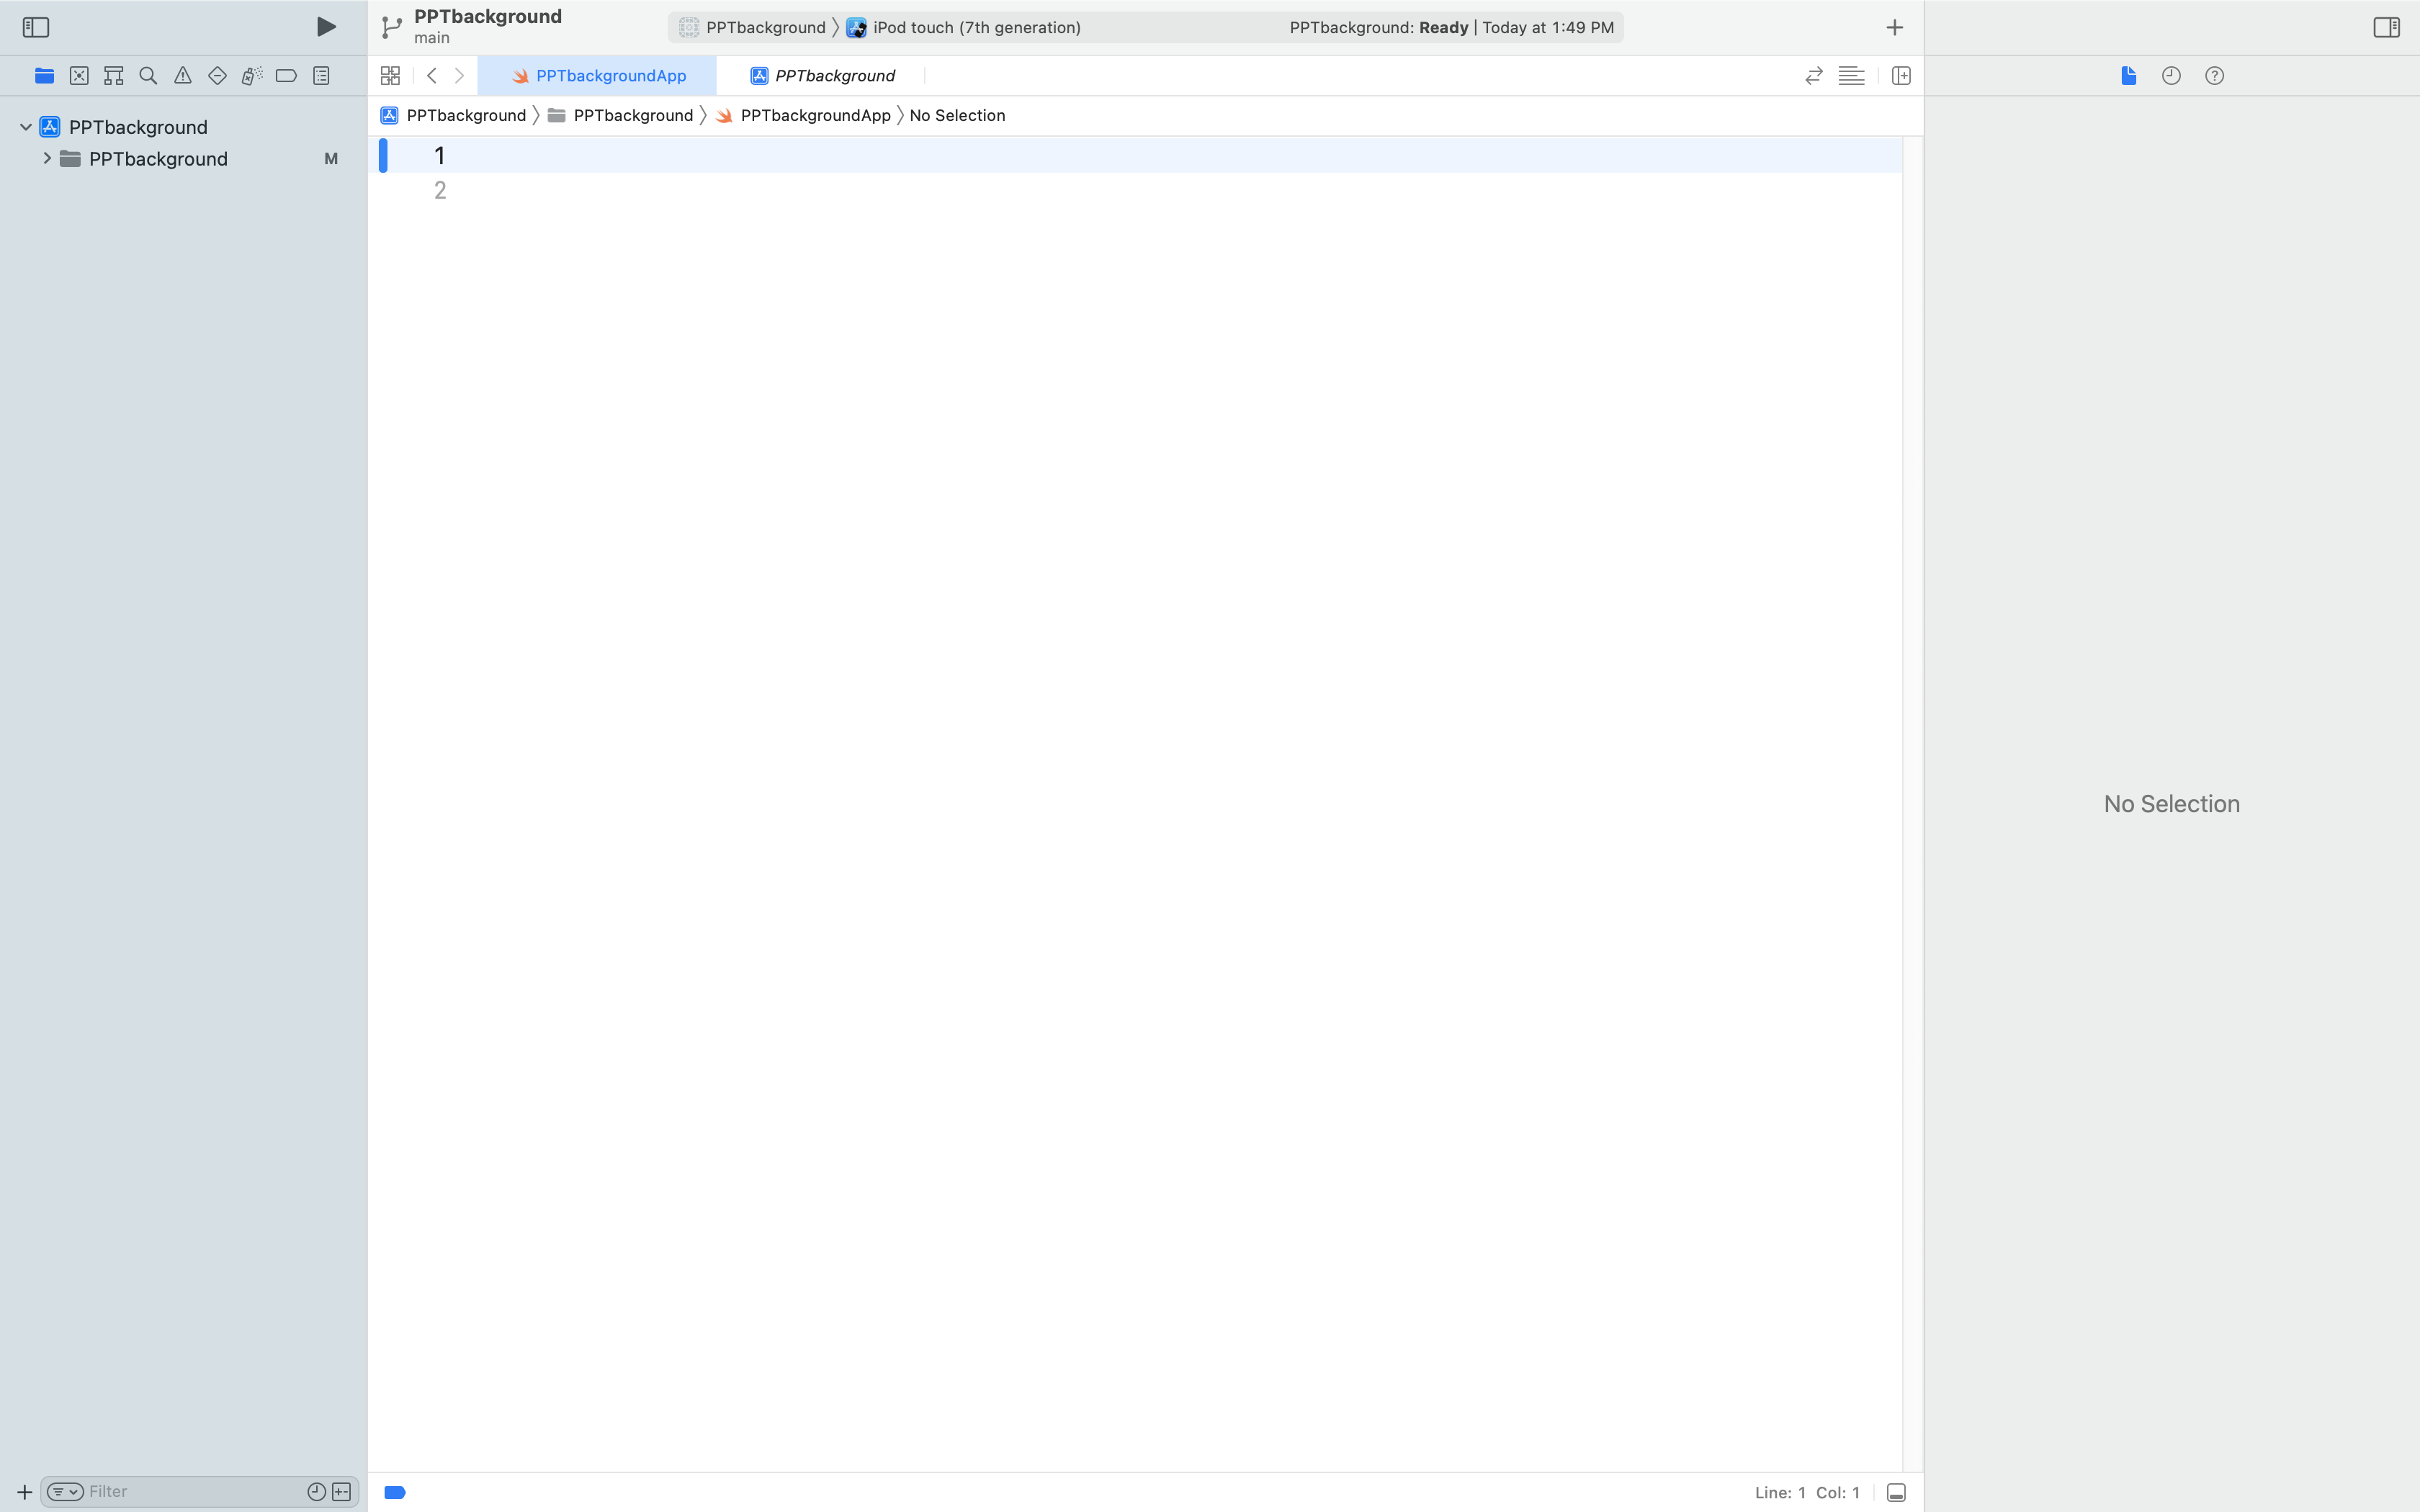 PPTbackground
main
PPTbackground
iPod touch (7th generation)
PPTbackground: Ready | Today at 1:49 PM
PPTbackgroundApp
PPTbackground
PPTbackground
PPTbackground
PPTbackgroundApp
No Selection
PPTbackground
PPTbackground
M
1
2
No Selection
Filter
Line: 1 Col: 1